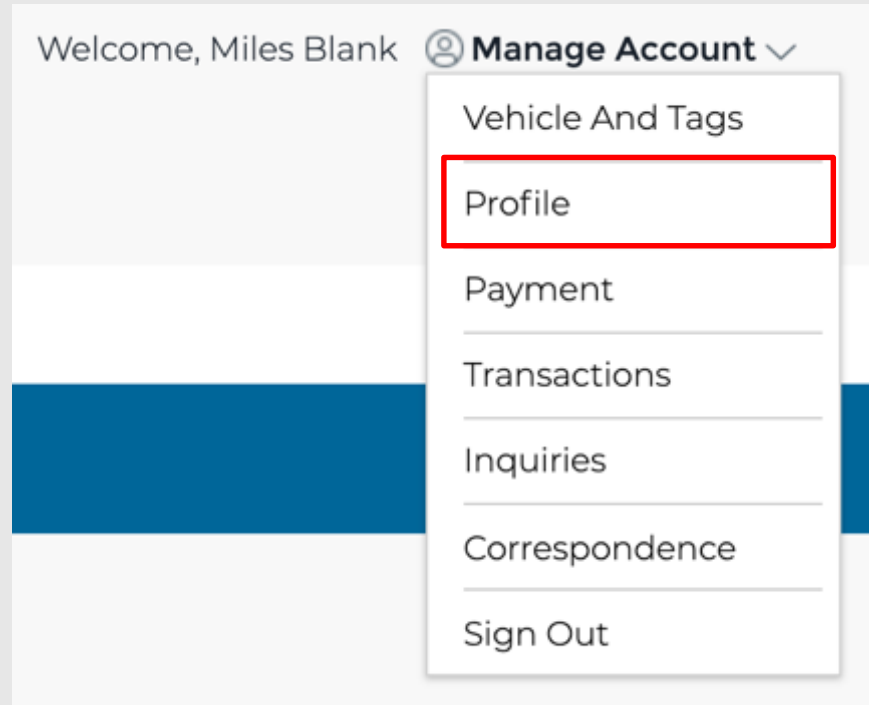 Welcome, Miles Blank Manage Account
Vehicle And Tags
Profile
Payment
Transactions
Inquiries
Correspondence
Sign Out